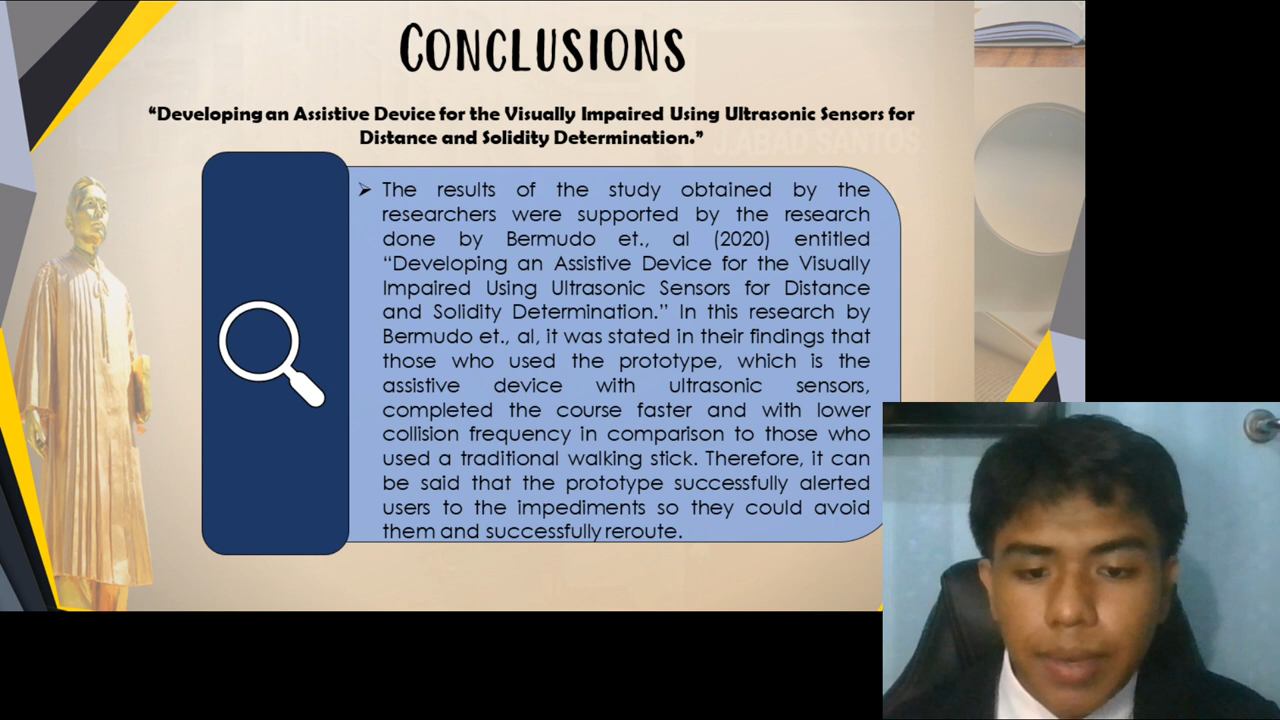 CONCLUSIONS
“Developing an Assistive Device for the Visually Impaired Using Ultrasonic Sensors for
Distance and Solidity Determination.”
J. ABAD SANTOS
➢ The results of the study obtained by the
researchers were supported by the research
done by Bermudo et., al (2020) entitled
“Developing an Assistive Device for the Visually
Impaired Using Ultrasonic Sensors for Distance
and Solidity Determination.” In this research by
Bermudo et., al, it was stated in their findings that
those who used the prototype, which is the
assistive device with ultrasonic sensors,
completed the course faster and with lower
collision frequency in comparison to those who
used a traditional walking stick. Therefore, it can
be said that the prototype successfully alerted
users to the impediments so they could avoid
them and successfully reroute.